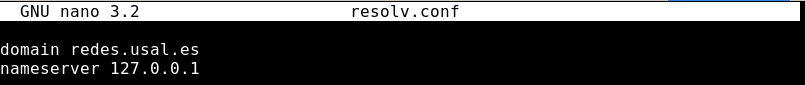 GNU nano 3.2 resolv.conf
domain redes.usal.es
nameserver 127.0.0.1